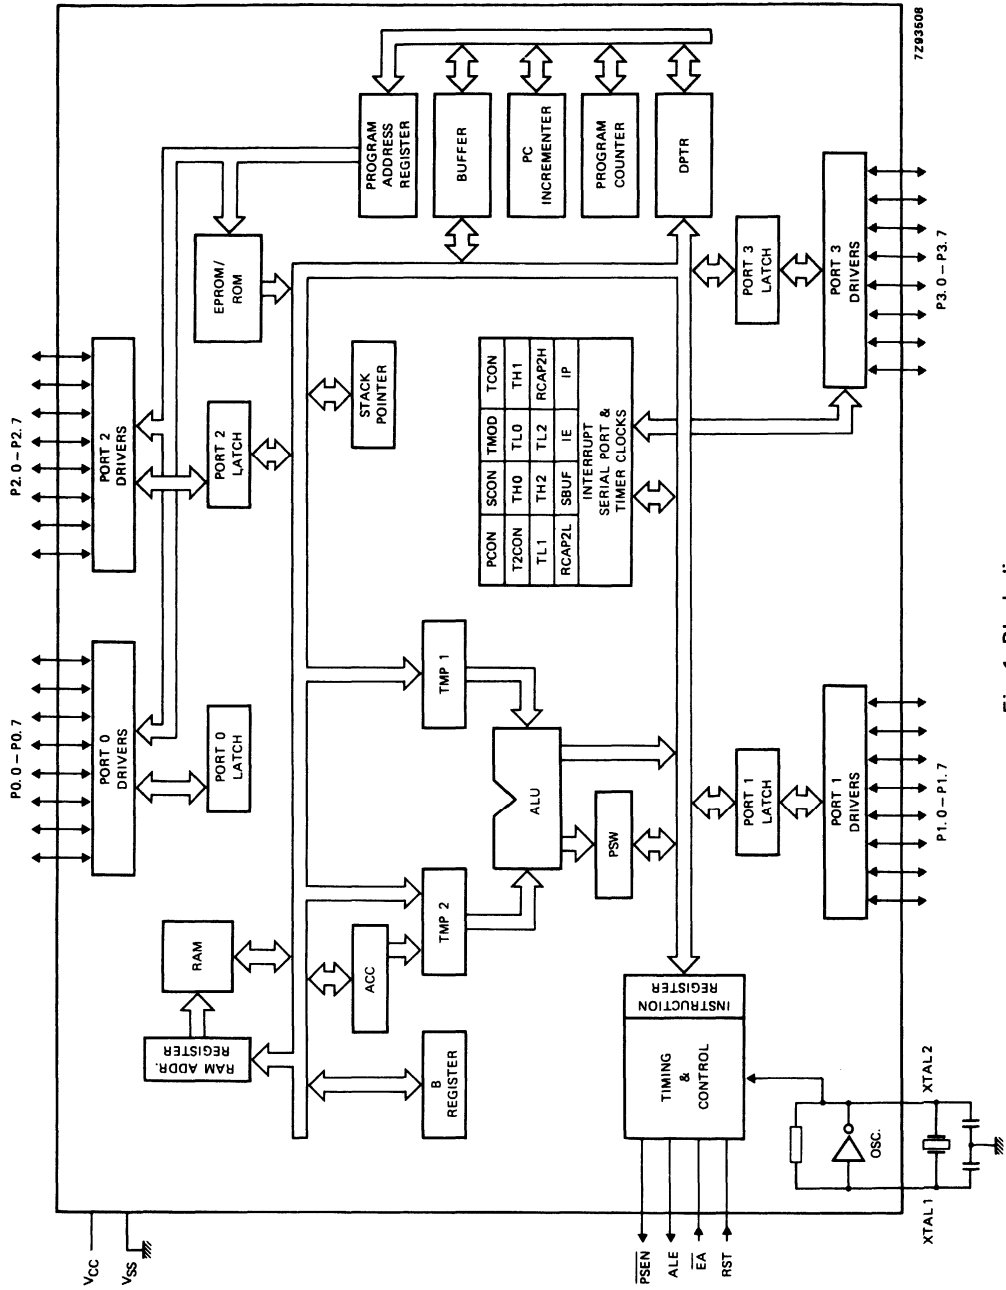 P0.0–P0.7
P2.0–P2.7
VCC
VSS
PORT 0
DRIVERS
PORT 2
DRIVERS
RAM ADDR.
REGISTER
RAM
PORT 0
LATCH
PORT 2
LATCH
EPROM/
ROM
PROGRAM
ADDRESS
REGISTER
B
REGISTER
ACC
STACK
POINTER
BUFFER
TMP 2
TMP 1
PC
INCREMENTER
ALU
PCON SCON TMOD TCON
T2CON TH0 TL0 TH1
TL1 TH2 TL2 RCAP2H
RCAP2L SBUF IE IP
INTERRUPT
SERIAL PORT &
TIMER CLOCKS
PROGRAM
COUNTER
PSW
DPTR
PSEN
ALE
EA
RST
TIMING
&
CONTROL
INSTRUCTION
REGISTER
PORT 1
LATCH
PORT 3
LATCH
OSC.
PORT 1
DRIVERS
PORT 3
DRIVERS
XTAL1
XTAL2
P1.0–P1.7
P3.0–P3.7
7Z93508